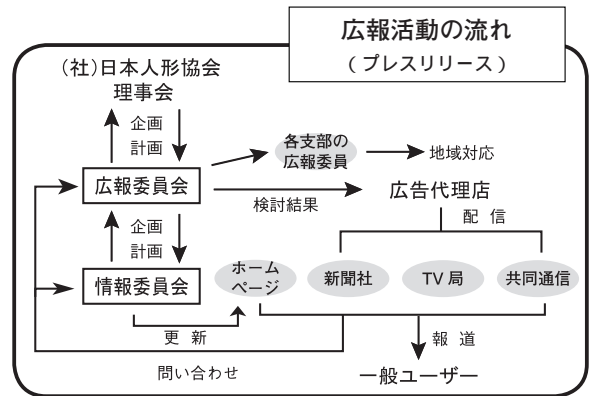 広報活動の流れ
(プレスリリース)
(社)日本人形協会
理事会
企画
計画
各支部の
広報委員
地域対応
広報委員会
検討結果
広告代理店
配 信
企画
計画
情報委員会
ホーム
ページ
新聞社
TV局
共同通信
更 新
報 道
問い合わせ
一般ユーザー